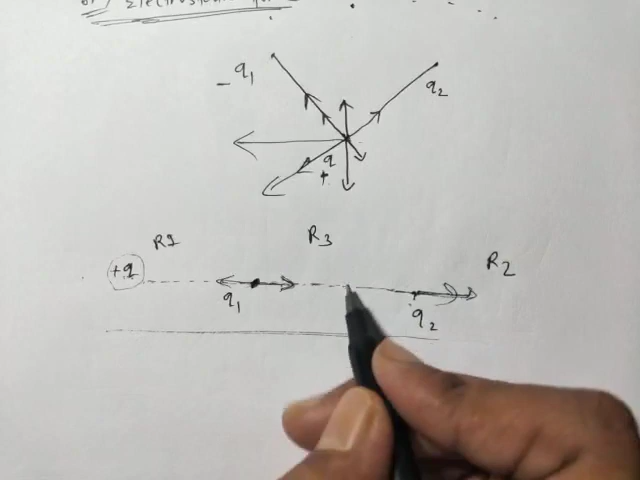 - q1 q2
q
+
R1 R3 R2
+q
q1 q2